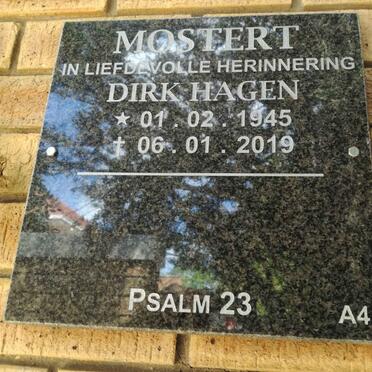 MOSTERT
IN LIEFDEVOLLE HERINNERING
DIRK HAGEN
★ 01 . 02 . 1945
✝ 06 . 01 . 2019
PSALM 23
A4